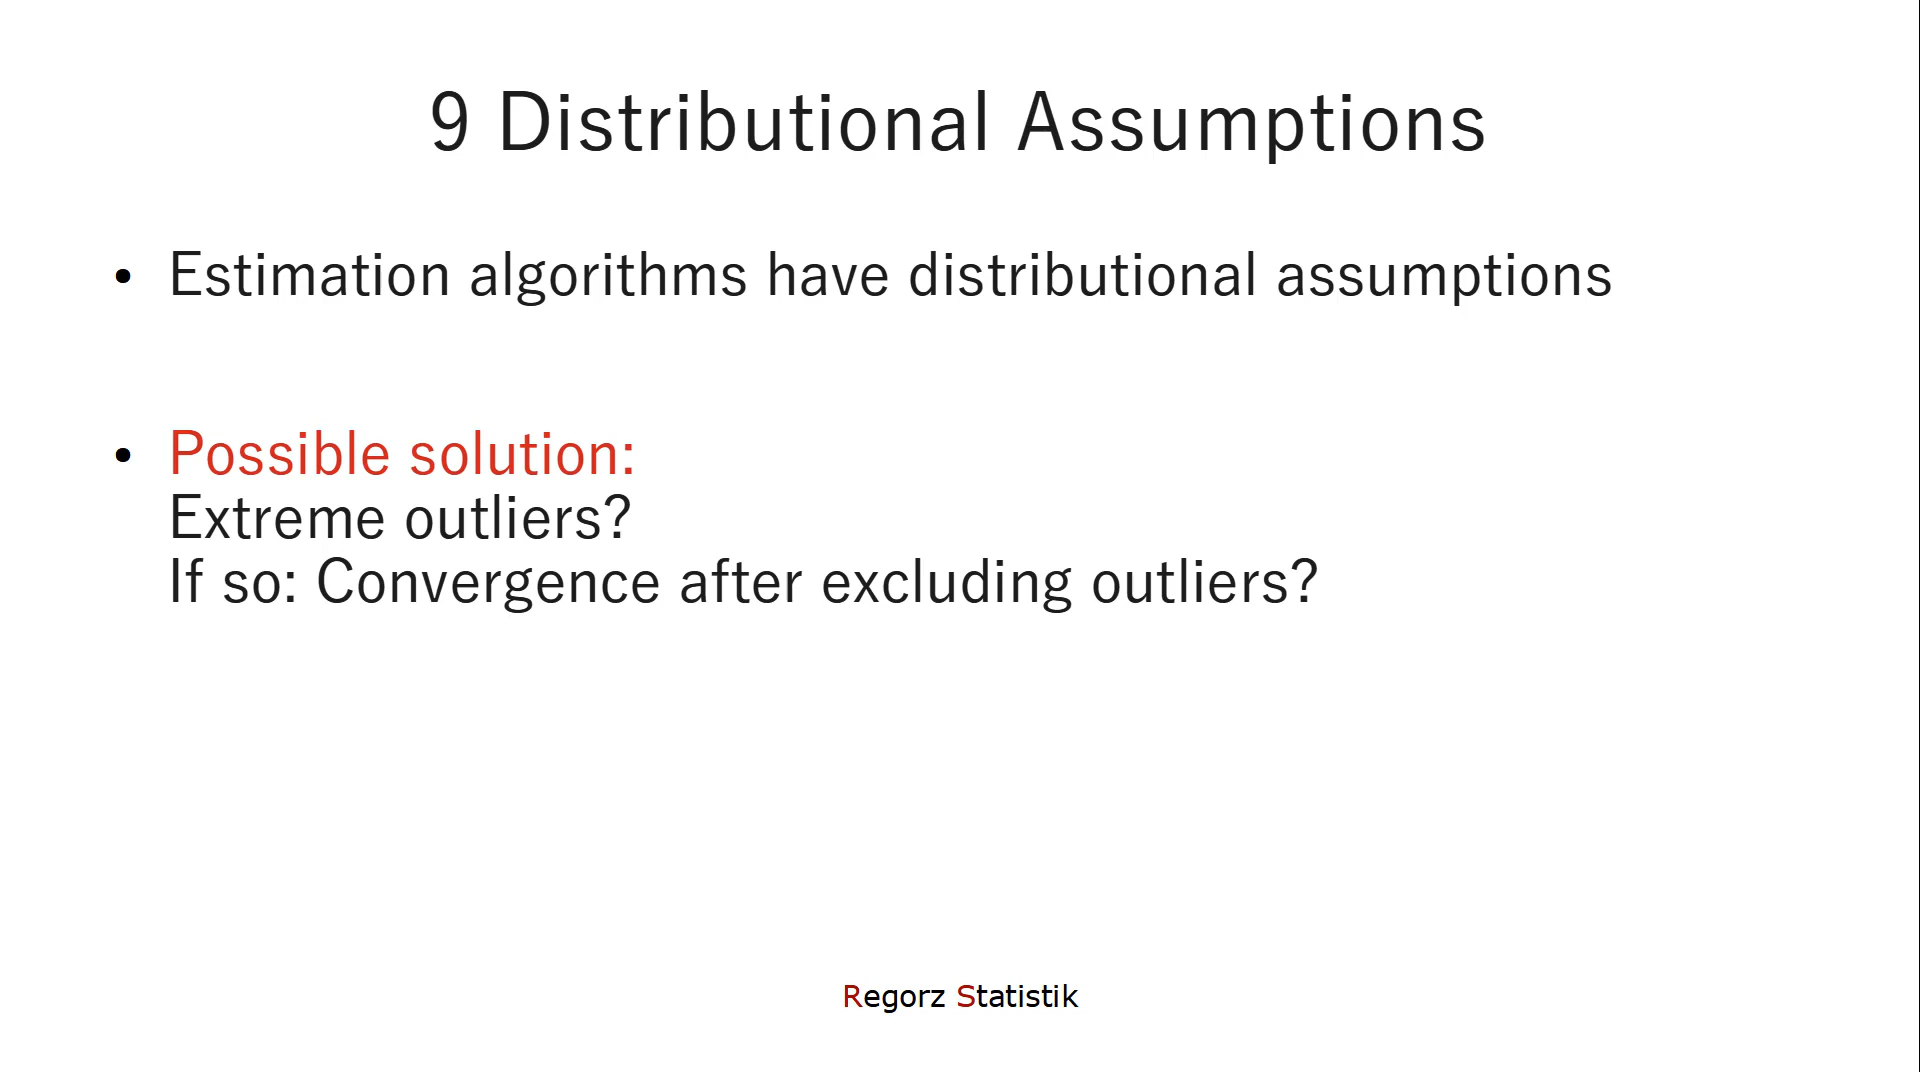 9 Distributional Assumptions
• Estimation algorithms have distributional assumptions
• Possible solution:
Extreme outliers?
If so: Convergence after excluding outliers?
Regorz Statistik